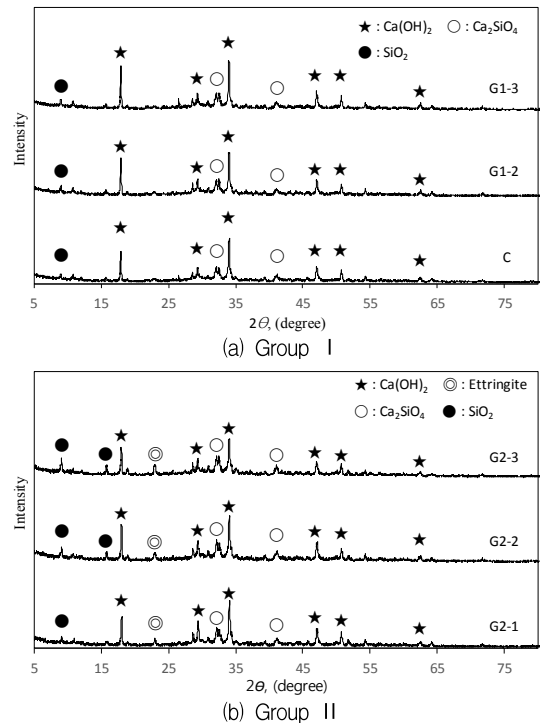 ★ : Ca(OH)₂ ○ : Ca₂SiO₄
● : SiO₂
G1-3
G1-2
C
Intensity
5 15 25 35 45 55 65 75
2θ, (degree)
(a) Group Ⅰ
★ : Ca(OH)₂ ◎ : Ettringite
○ : Ca₂SiO₄ ● : SiO₂
G2-3
G2-2
G2-1
Intensity
5 15 25 35 45 55 65 75
2θ, (degree)
(b) Group Ⅱ